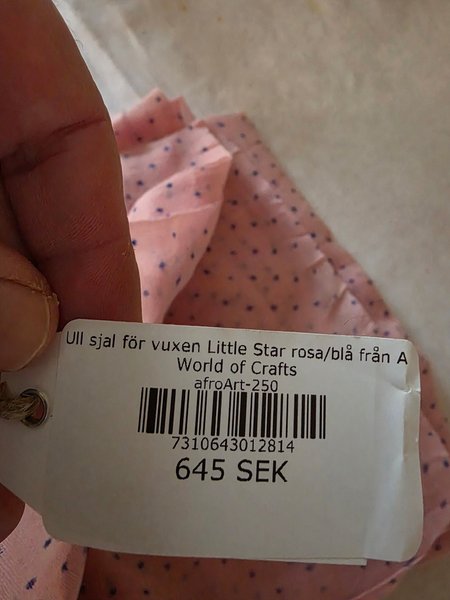 Ull sjal för vuxen Little Star rosa/blå från A
World of Crafts
afroArt-250
7310643012814
645 SEK